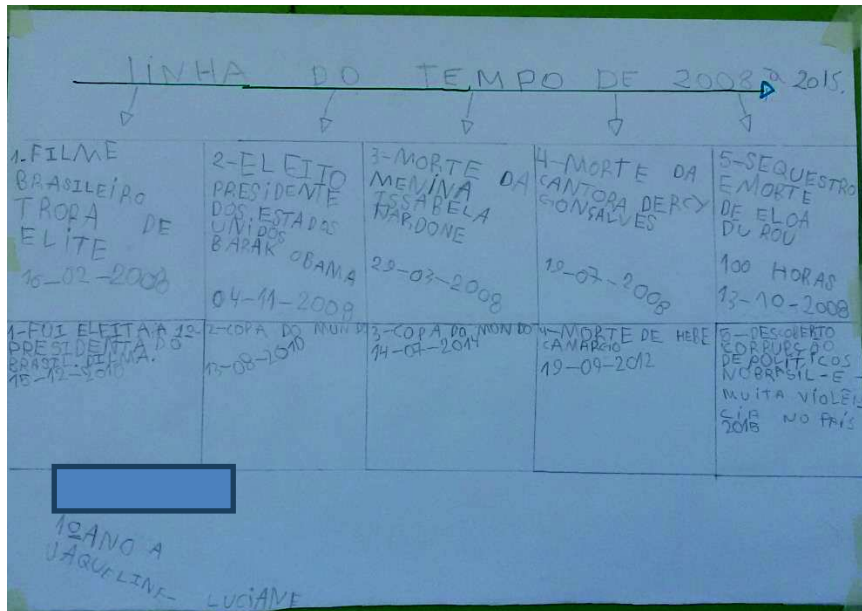 LINHA DO TEMPO DE 2008 a 2015.
1-FILME
BRASILEIRO
TROPA DE
ELITE
16-02-2008
2-ELEITO
PRESIDENTE
DOS ESTADOS
UNIDOS
BARAK OBAMA
04-11-2008
3-MORTE DA
MENINA
ISSABELA
NARDONE
29-03-2008
4-MORTE DA
CANTORA DERCY
GONSALVES
19-07-2008
5-SEQUESTRO
E MORTE
DE ELOA
DUROU
100 HORAS
13-10-2008
1-FUI ELEITA A 1ª
PRESIDENTA DO
BRASIL. DILMA.
15-12-2010
2-COPA DO MUNDO
13-08-2010
3-COPA DO MONDO
14-07-2014
4-MORTE DE HEBE
CAMARGO
19-09-2012
5-DESCOBERTO
CORRUPÇÃO
DE POLÍTICOS
NO BRASIL-E-
MUITA VIOLÊN
CIA NO PAÍS
2015
1º ANO A
JAQUELINE- LUCIANE